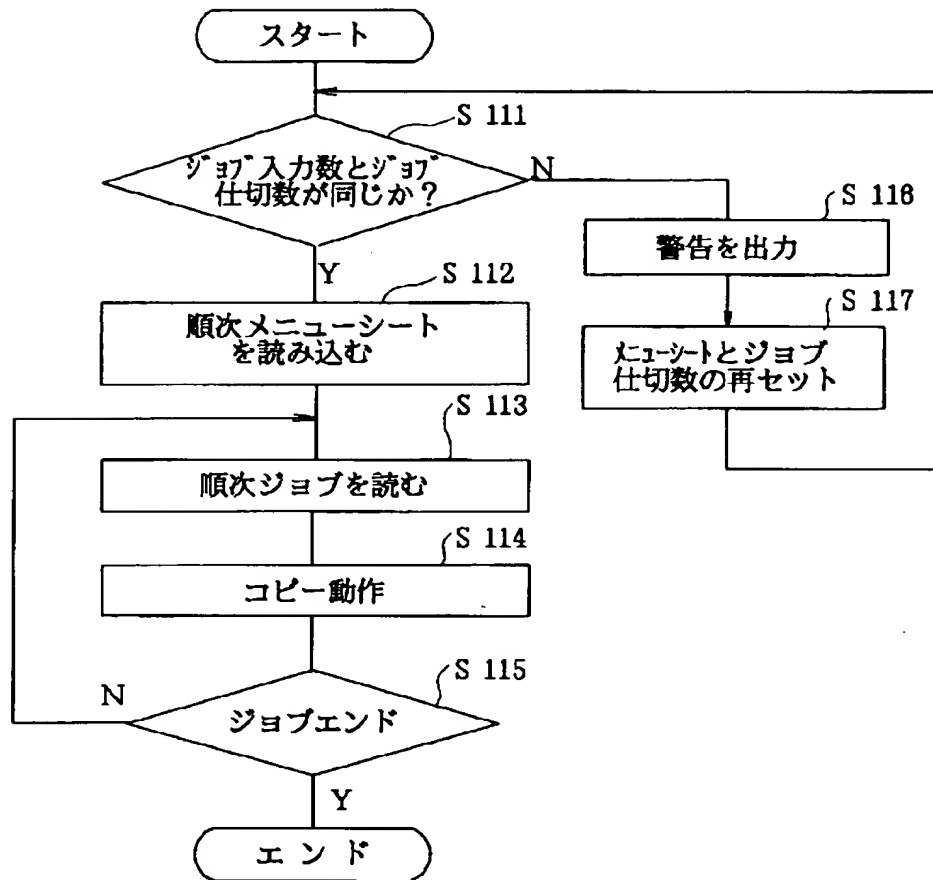 スタート
S 111
ジョブ入力数とジョブ
仕切数が同じか？
N
S 116
警告を出力
Y
S 112
順次メニューシート
を読み込む
S 117
メニューシートとジョブ
仕切数の再セット
S 113
順次ジョブを読む
S 114
コピー動作
S 115
N
ジョブエンド
Y
エンド